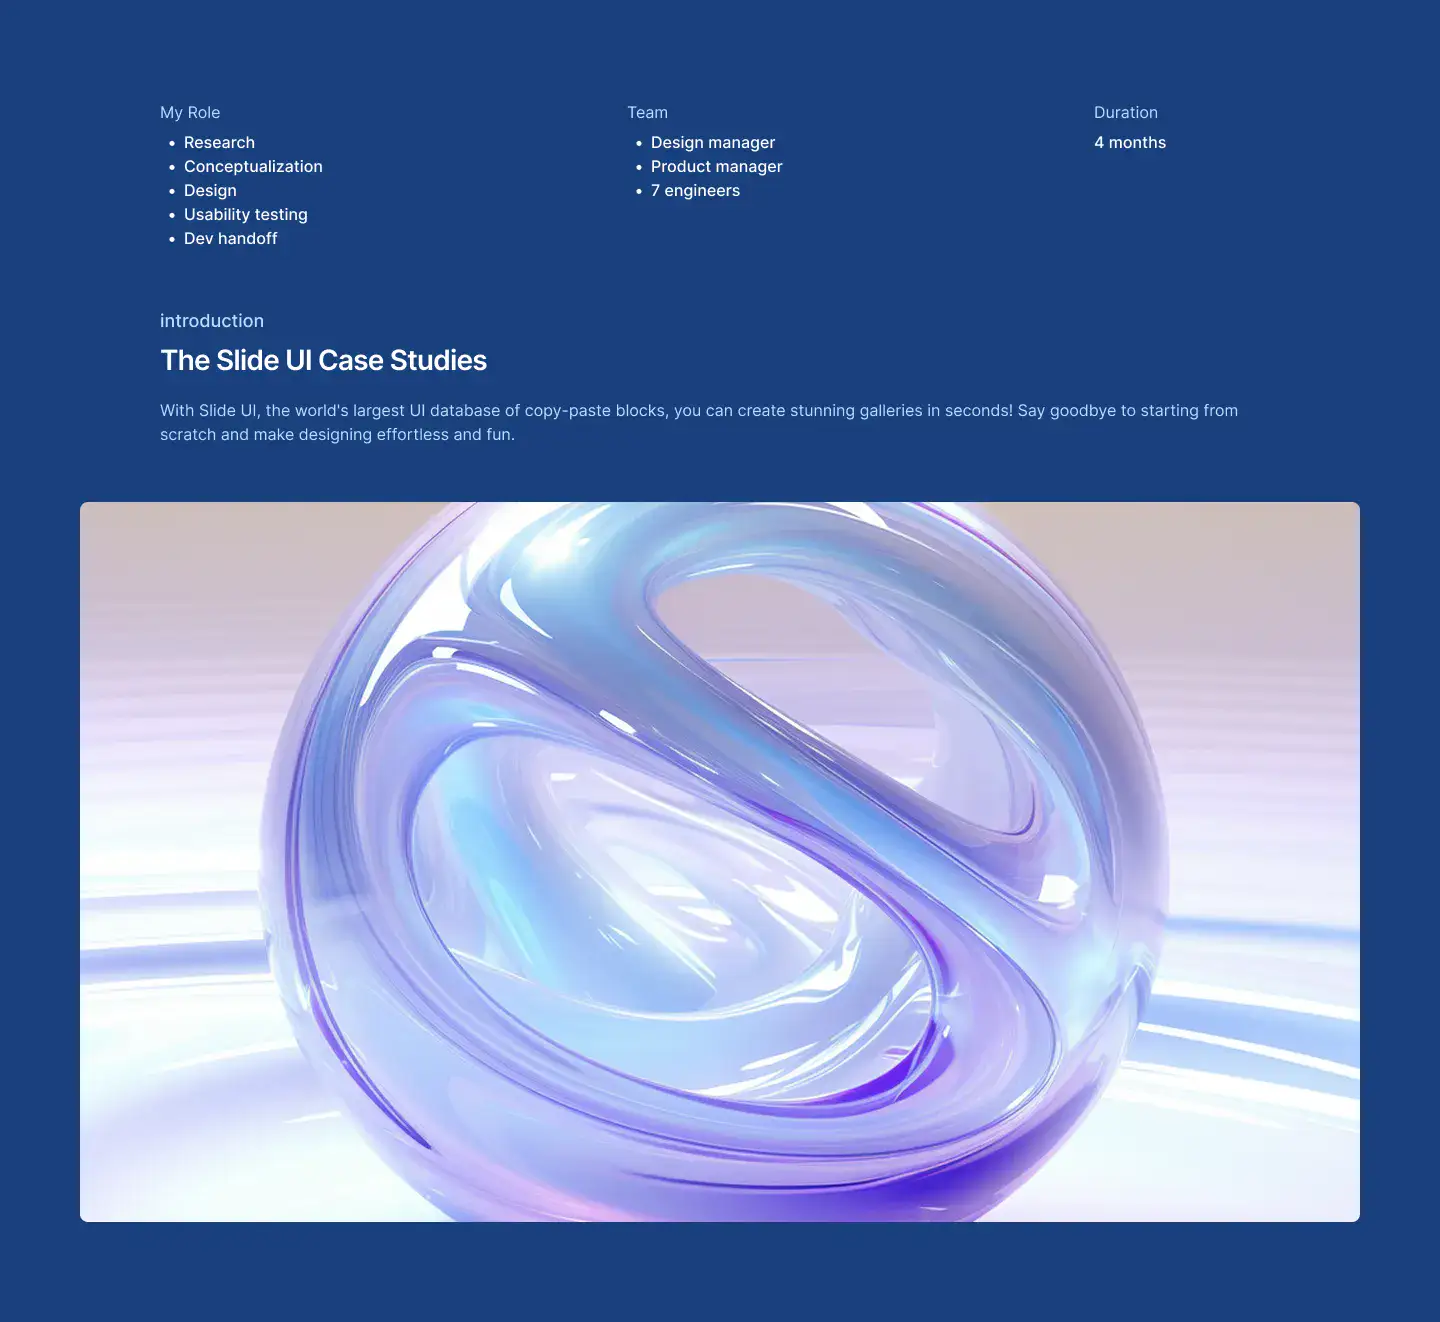 My Role
• Research
• Conceptualization
• Design
• Usability testing
• Dev handoff
Team
• Design manager
• Product manager
• 7 engineers
Duration
4 months
introduction
The Slide UI Case Studies
With Slide UI, the world's largest UI database of copy-paste blocks, you can create stunning galleries in seconds! Say goodbye to starting from
scratch and make designing effortless and fun.